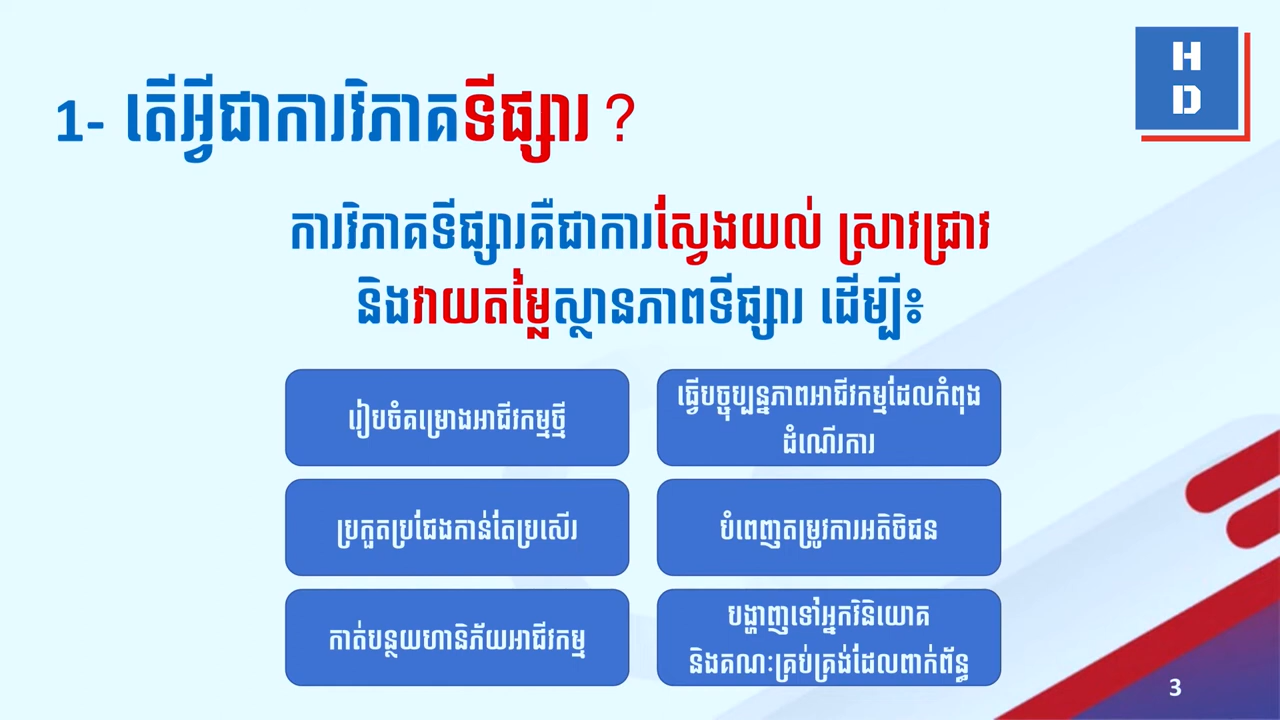 H
D
1- តើអ្វីជាការវិភាគទីផ្សារ ?
ការវិភាគទីផ្សារគឺជាការស្វែងយល់ ស្រាវជ្រាវ
និងវាយតម្លៃស្ថានភាពទីផ្សារ ដើម្បី៖
រៀបចំគម្រោងអាជីវកម្មថ្មី
ធ្វើបច្ចុប្បន្នភាពអាជីវកម្មដែលកំពុង
ដំណើរការ
ប្រកួតប្រជែងកាន់តែប្រសើរ
បំពេញតម្រូវការអតិថិជន
កាត់បន្ថយហានិភ័យអាជីវកម្ម
បង្ហាញទៅអ្នកវិនិយោគ
និងគណៈគ្រប់គ្រង់ដែលពាក់ព័ន្ធ
3